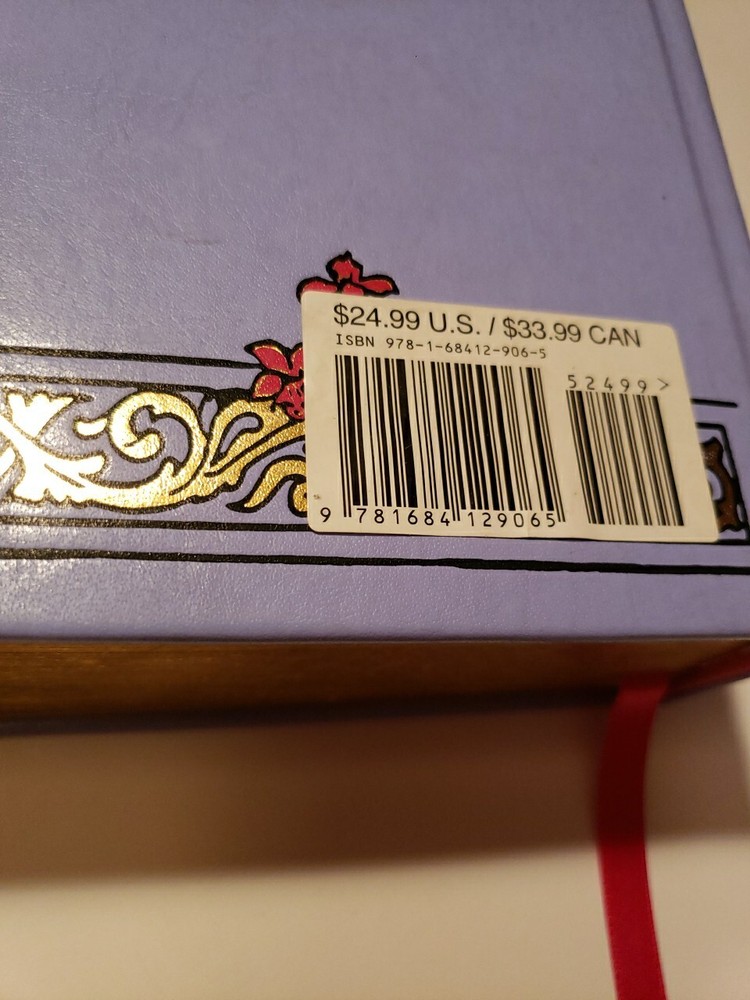 $24.99 U.S. / $33.99 CAN
ISBN 978-1-68412-906-5
52499 >
9 781684 129065